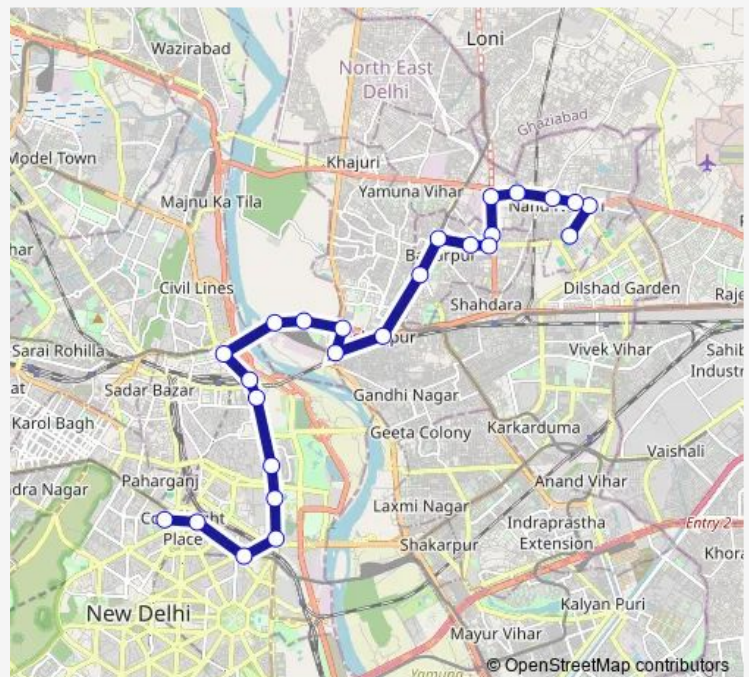 Wazirabad
Loni
North East
Delhi
Ghaziabad
Model Town
Khajuri
Yamuna Vihar
Majnu Ka Tila
Civil Lines
Dilshad Garden
Shahdara
Sarai Rohilla
Vivek Vihar
Sadar Bazar
Gandhi Nagar
Karol Bagh
Geeta Colony
Karkarduma
Vaishali
Paharganj
Anand Vihar
Laxmi Nagar
Place
Indraprastha
Extension
Entry 2
Shakarpur
New Delhi
Kalyan Puri
Mayur Vihar
Yamuna
© OpenStreetMap contributors